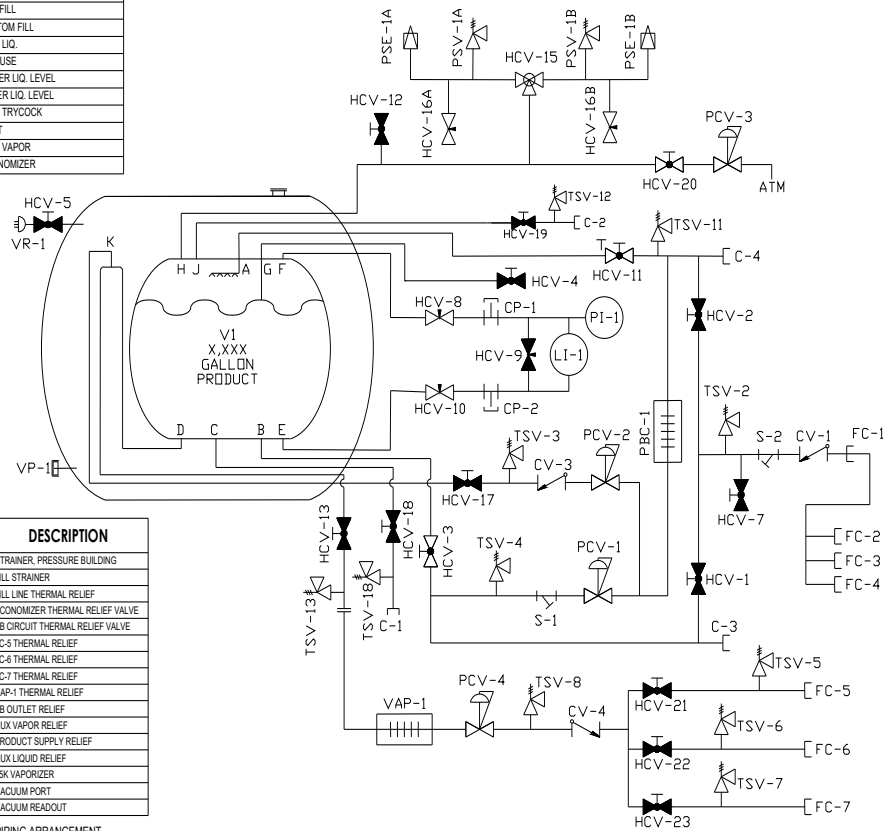 FILL
TOM FILL
LIQ.
USE
ER LIQ. LEVEL
ER LIQ. LEVEL
TRYCOCK
T
VAPOR
NOMIZER
PSE-1A
PSV-1A
HCV-15
PSV-1B
PSE-1B
HCV-12
HCV-16A
HCV-16B
PCV-3
HCV-20
ATM
HCV-5
VR-1
K
TSV-12
HCV-19
C-2
TSV-11
H J A G F
HCV-11
C-4
HCV-4
HCV-8
CP-1
PI-1
HCV-2
V1
X,XXX
GALLON
PRODUCT
HCV-9
LI-1
HCV-10
CP-2
PBC-1
TSV-2
D C B E
TSV-3
PCV-2
S-2
CV-1
FC-1
VP-1
CV-3
HCV-17
HCV-7
HCV-13
HCV-18
HCV-3
TSV-4
PCV-1
FC-2
FC-3
FC-4
HCV-1
S-1
TSV-13
TSV-18
C-1
C-3
VAP-1
PCV-4
TSV-8
CV-4
TSV-5
HCV-21
FC-5
TSV-6
HCV-22
FC-6
TSV-7
HCV-23
FC-7
DESCRIPTION
TRAINER, PRESSURE BUILDING
ILL STRAINER
ILL LINE THERMAL RELIEF
CONOMIZER THERMAL RELIEF VALVE
B CIRCUIT THERMAL RELIEF VALVE
C-5 THERMAL RELIEF
C-6 THERMAL RELIEF
C-7 THERMAL RELIEF
AP-1 THERMAL RELIEF
B OUTLET RELIEF
UX VAPOR RELIEF
RODUCT SUPPLY RELIEF
UX LIQUID RELIEF
5K VAPORIZER
ACUUM PORT
ACUUM READOUT